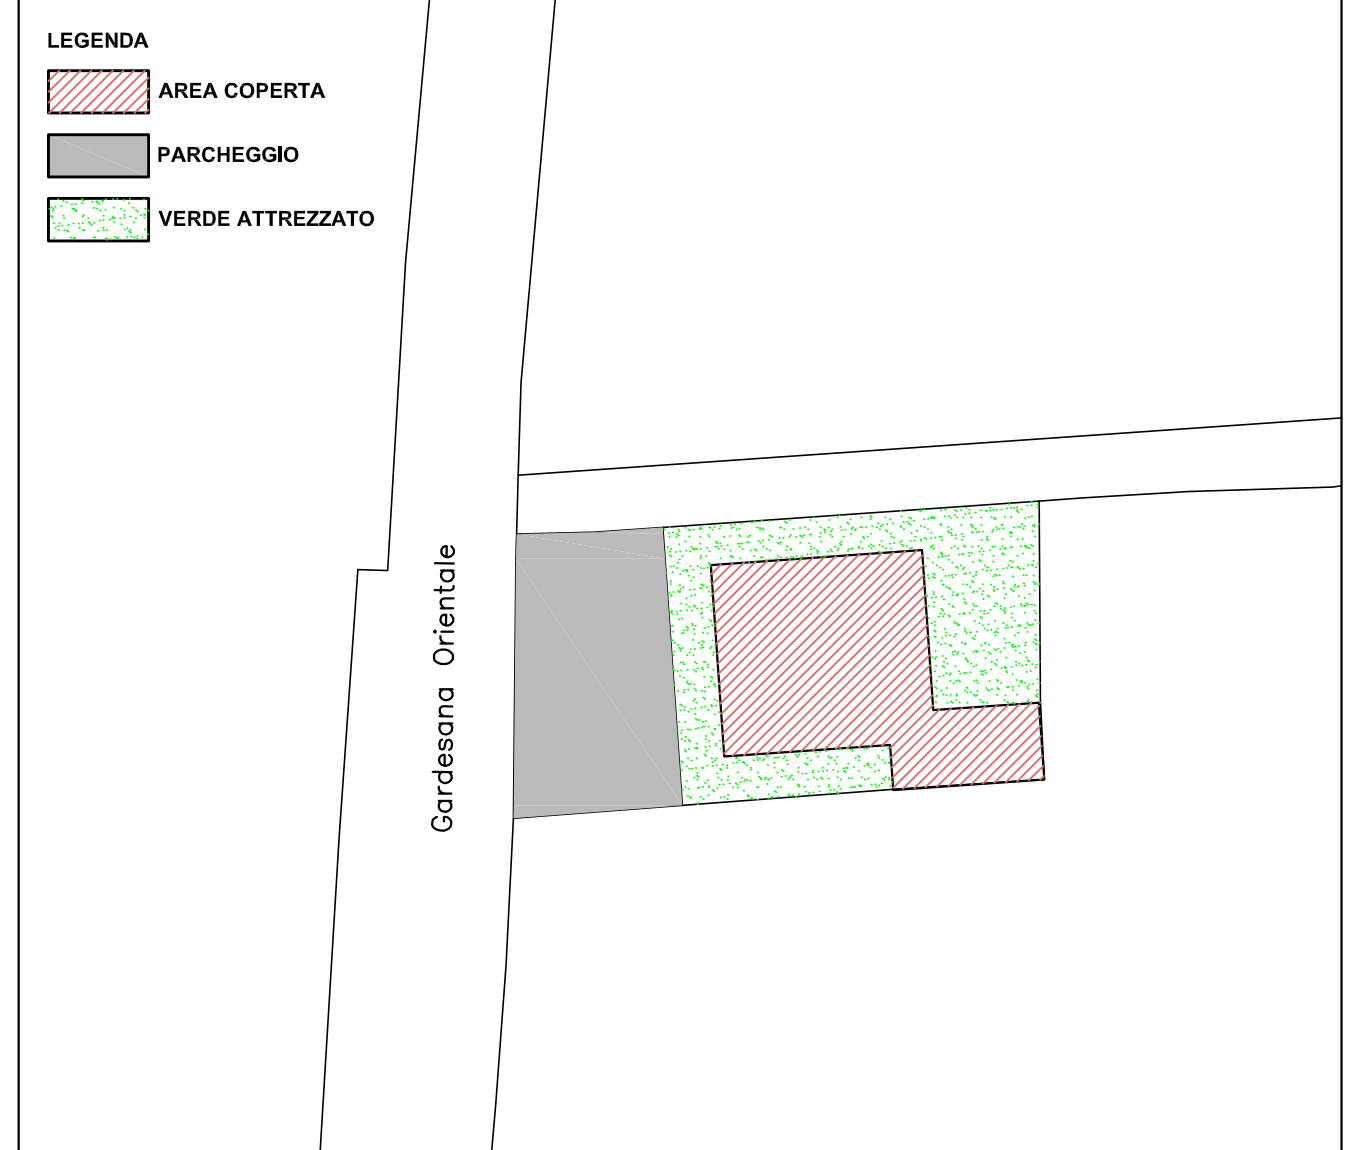 LEGENDA
AREA COPERTA
PARCHEGGIO
VERDE ATTREZZATO
Gardesana Orientale